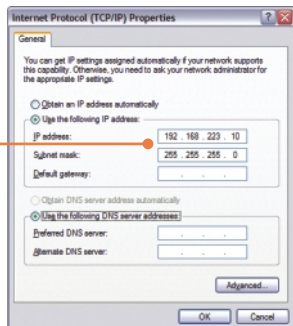 Internet Protocol (TCP/IP) Properties
General
You can get IP settings assigned automatically if your network supports
this capability. Otherwise, you need to ask your network administrator for
the appropriate IP settings.
Obtain an IP address automatically
Use the following IP address:
IP address: 192 . 168 . 223 . 10
Subnet mask: 255 . 255 . 255 . 0
Default gateway: . . .
Obtain DNS server address automatically
Use the following DNS server addresses:
Preferred DNS server: . . .
Alternate DNS server: . . .
Advanced...
OK Cancel